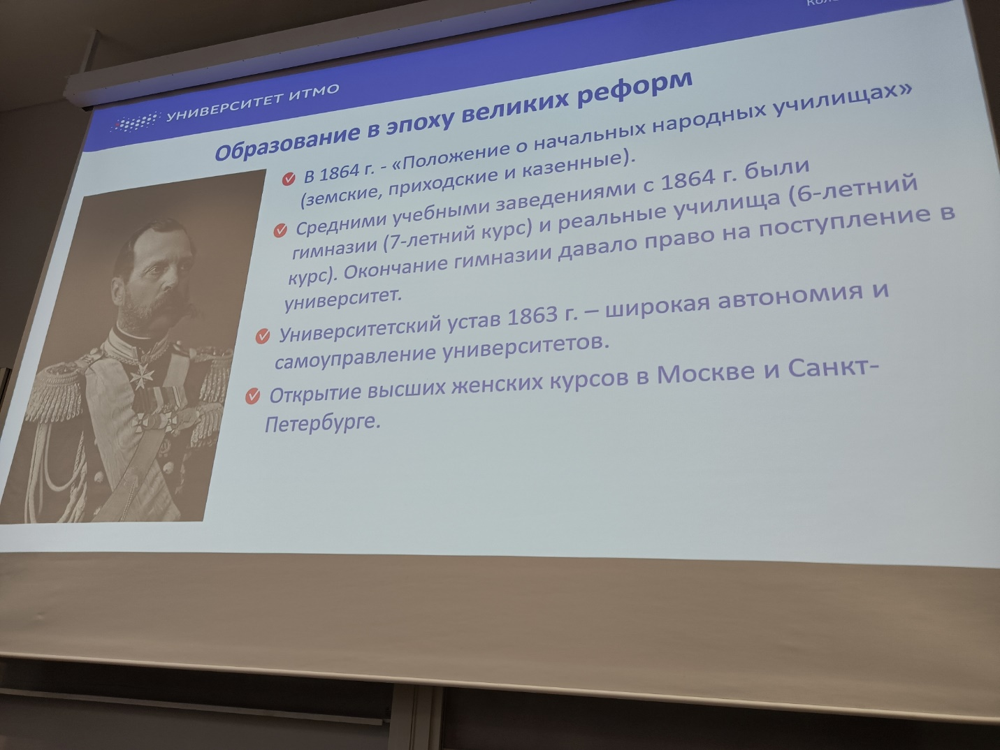 УНИВЕРСИТЕТ ИТМО
Образование в эпоху великих реформ
В 1864 г. - «Положение о начальных народных училищах»
(земские, приходские и казенные).
Средними учебными заведениями с 1864 г. были
гимназии (7-летний курс) и реальные училища (6-летний
курс). Окончание гимназии давало право на поступление в
университет.
Университетский устав 1863 г. – широкая автономия и
самоуправление университетов.
Открытие высших женских курсов в Москве и Санкт-
Петербурге.